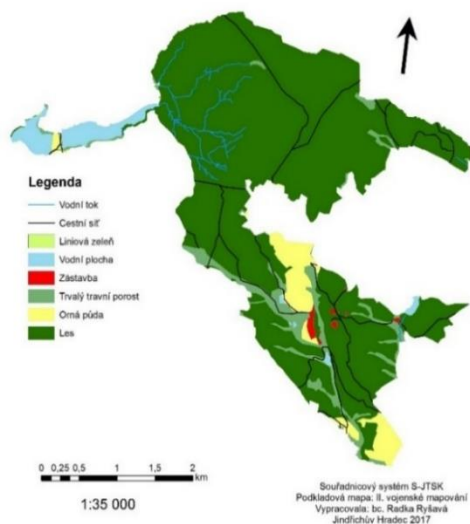 Legenda
Vodní tok
Cestní síť
Liniová zeleň
Vodní plocha
Zástavba
Trvalý travní porost
Orná půda
Les
0 0,25 0,5 1 1,5 2
km
1:35 000
Souřadnicový systém S-JTSK
Podkladová mapa: II. vojenské mapování
Vypracovala: bc. Radka Ryšavá
Jindřichův Hradec 2017